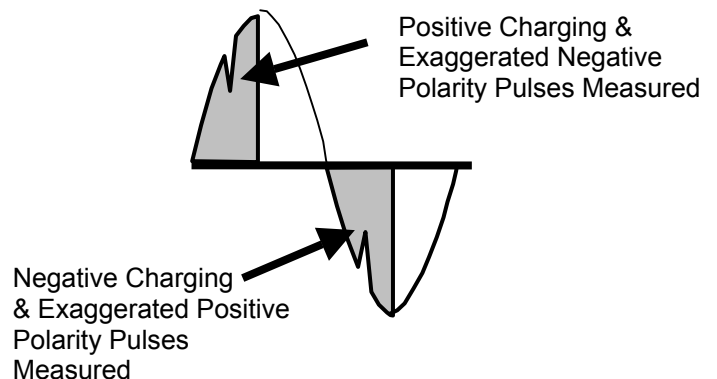 Positive Charging &
Exaggerated Negative
Polarity Pulses Measured
Negative Charging
& Exaggerated Positive
Polarity Pulses
Measured